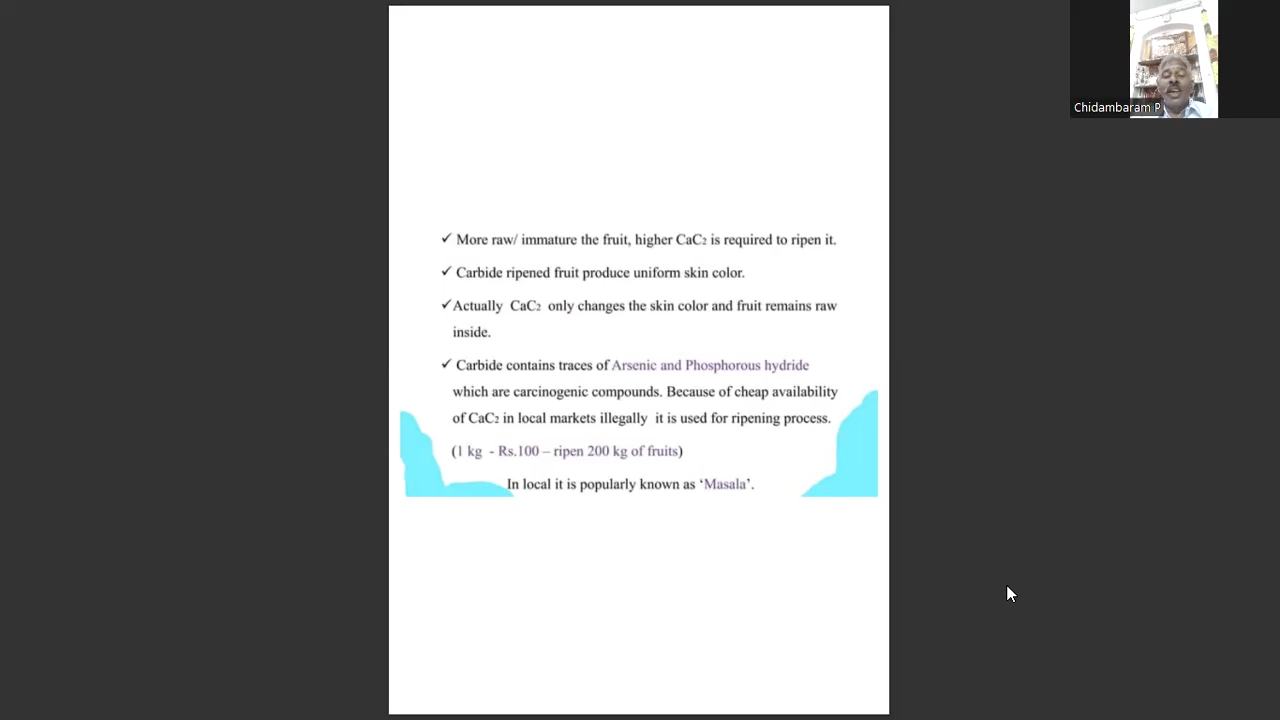 Chidambaram P
✓ More raw/ immature the fruit, higher CaC₂ is required to ripen it.
✓ Carbide ripened fruit produce uniform skin color.
✓ Actually CaC₂ only changes the skin color and fruit remains raw
inside.
✓ Carbide contains traces of Arsenic and Phosphorous hydride
which are carcinogenic compounds. Because of cheap availability
of CaC₂ in local markets illegally it is used for ripening process.
(1 kg - Rs.100 – ripen 200 kg of fruits)
In local it is popularly known as ‘Masala’.